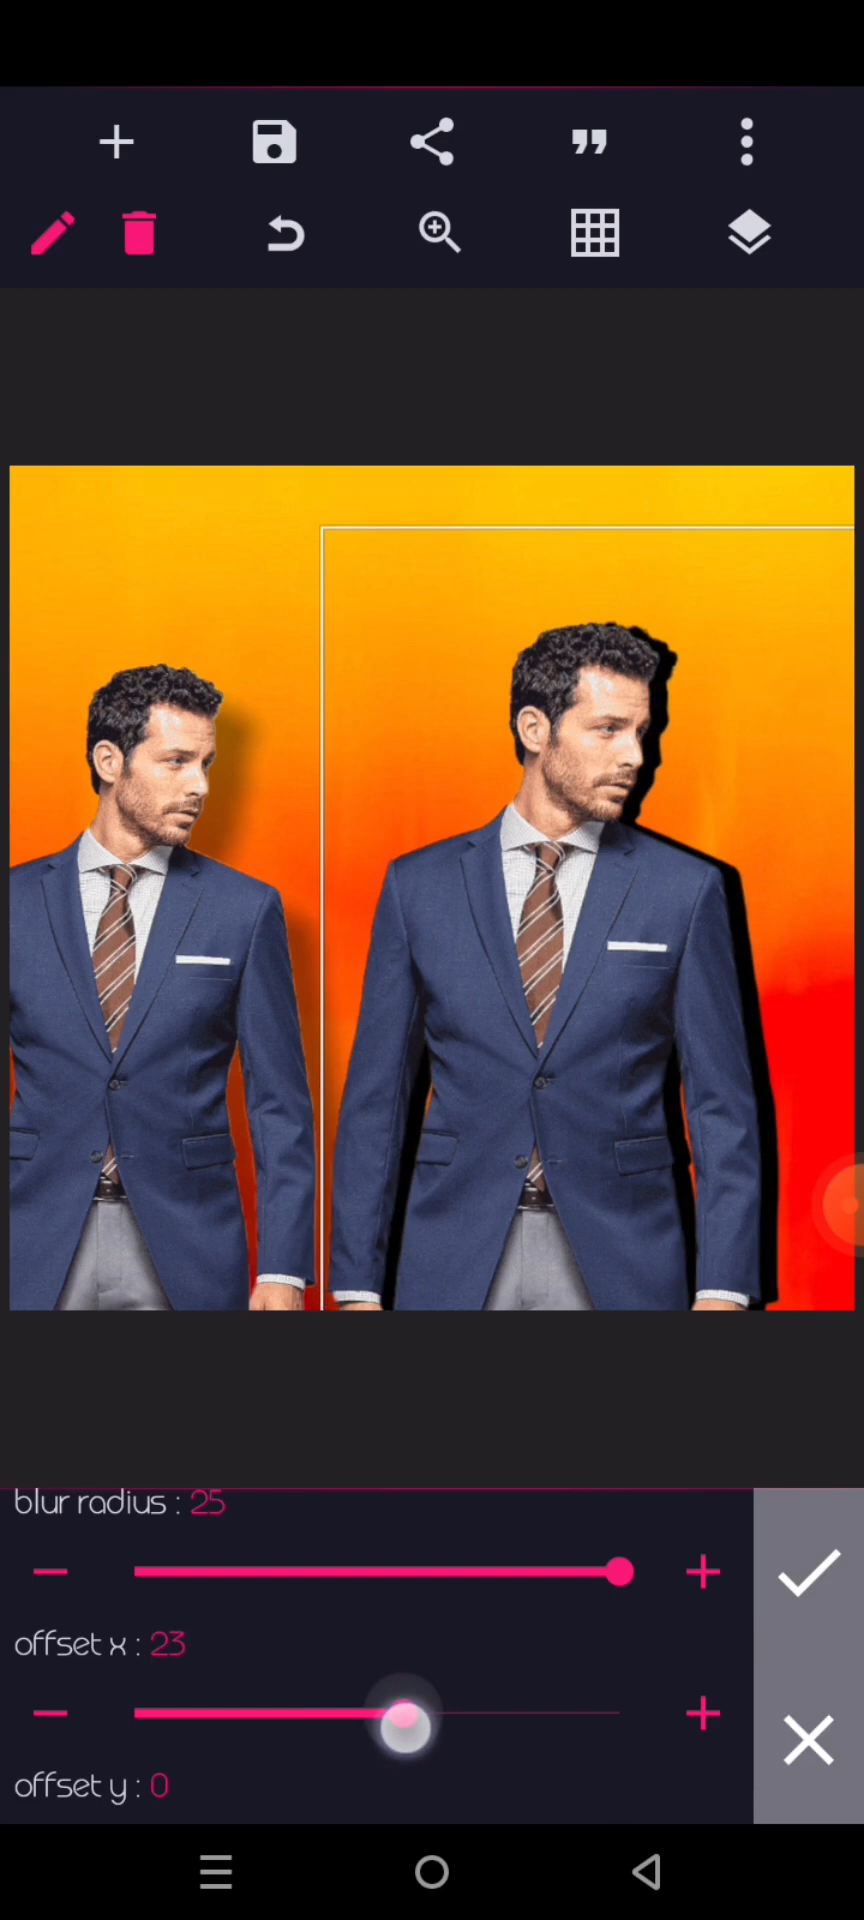 blur radius : 25
offset x : 23
offset y : 0